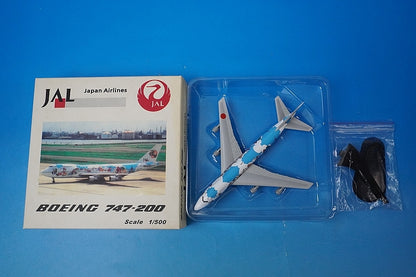 JAL
Japan Airlines
JAL
BOEING 747-200
Scale 1/500